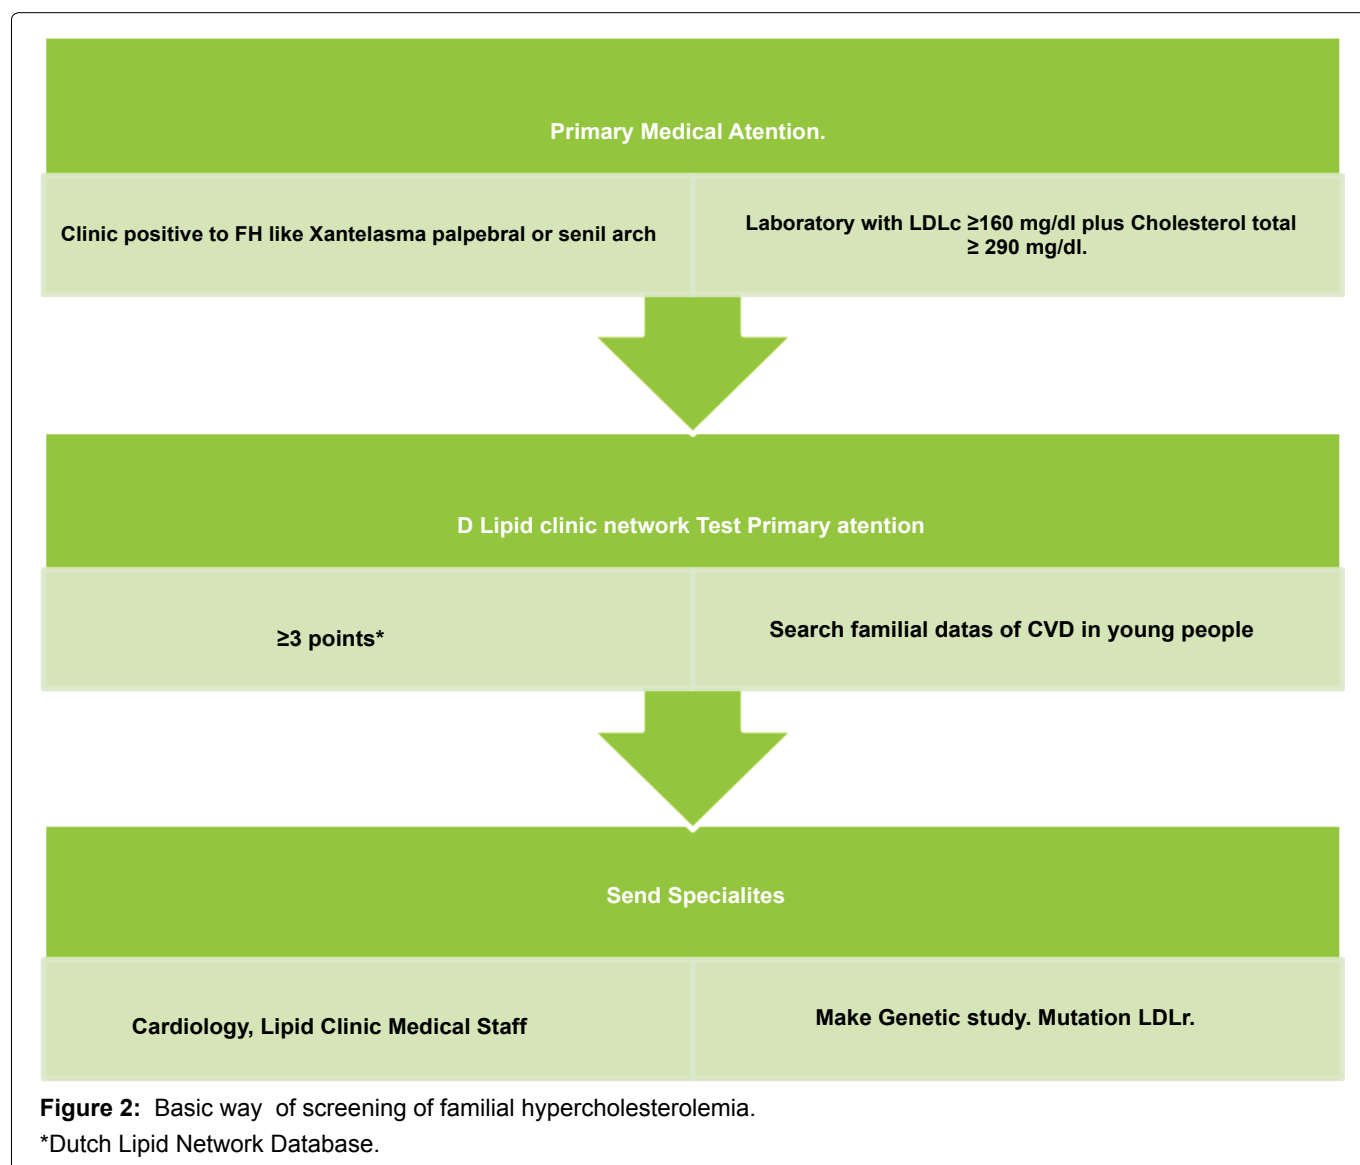 Primary Medical Atention.
Clinic positive to FH like Xantelasma palpebral or senil arch
Laboratory with LDLc ≥160 mg/dl plus Cholesterol total
≥ 290 mg/dl.
D Lipid clinic network Test Primary atention
≥3 points*
Search familial datas of CVD in young people
Send Specialites
Cardiology, Lipid Clinic Medical Staff
Make Genetic study. Mutation LDLr.
Figure 2: Basic way of screening of familial hypercholesterolemia.
*Dutch Lipid Network Database.